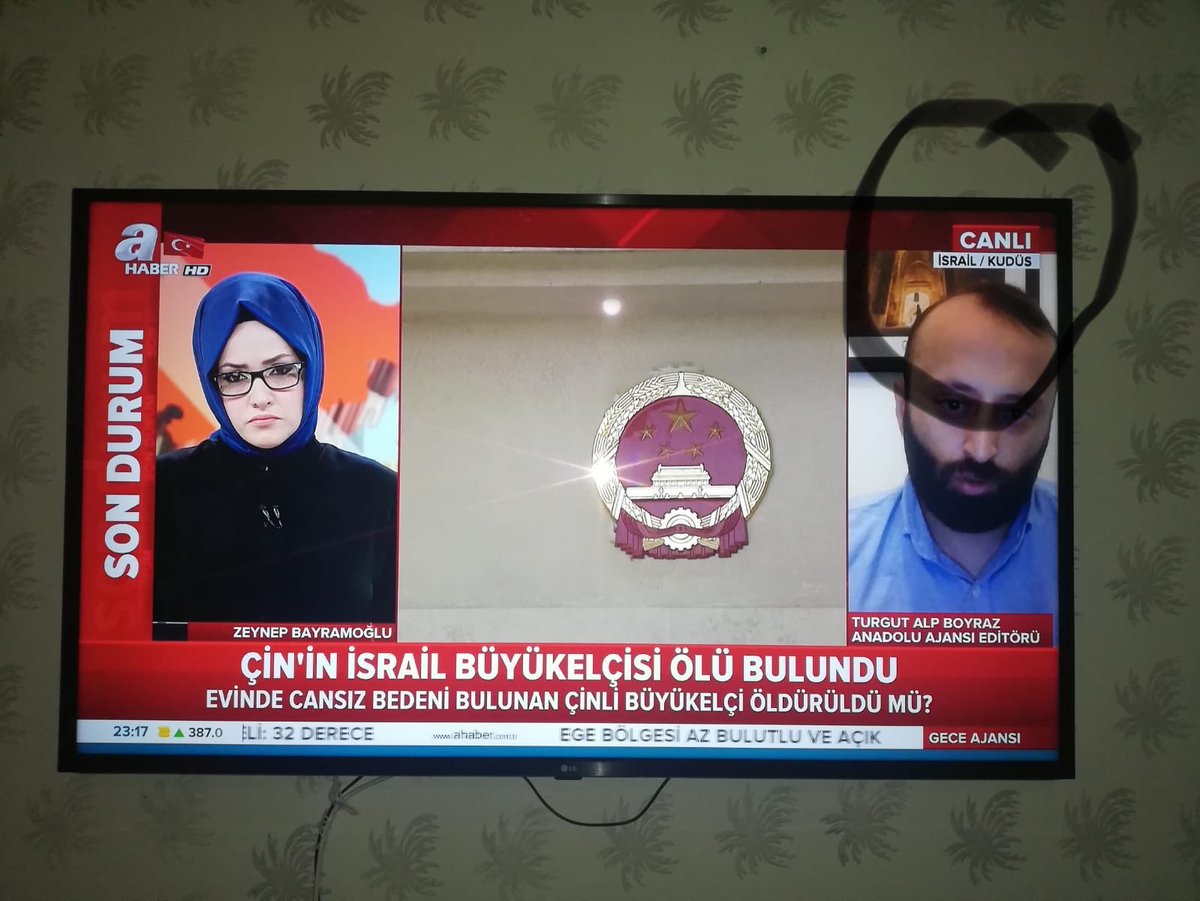 a
HABER HD
SON DURUM
CANLI
İSRAİL / KUDÜS
ZEYNEP BAYRAMOĞLU
TURGUT ALP BOYRAZ
ANADOLU AJANSI EDİTÖRÜ
ÇİN'İN İSRAİL BÜYÜKELÇİSİ ÖLÜ BULUNDU
EVİNDE CANSIZ BEDENİ BULUNAN ÇİNLİ BÜYÜKELÇİ ÖLDÜRÜLDÜ MÜ?
23:17 387.0 Lİ: 32 DERECE www.ahaber.com.tr EGE BÖLGESİ AZ BULUTLU VE AÇIK GECE AJANSI
LG